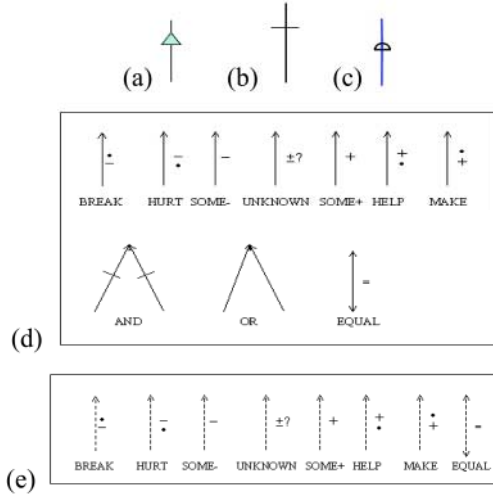 (a) (b) (c)
− − − ±? + + +
BREAK HURT SOME- UNKNOWN SOME+ HELP MAKE
=
AND OR EQUAL
(d)
− − − ±? + + + =
BREAK HURT SOME- UNKNOWN SOME+ HELP MAKE EQUAL
(e)